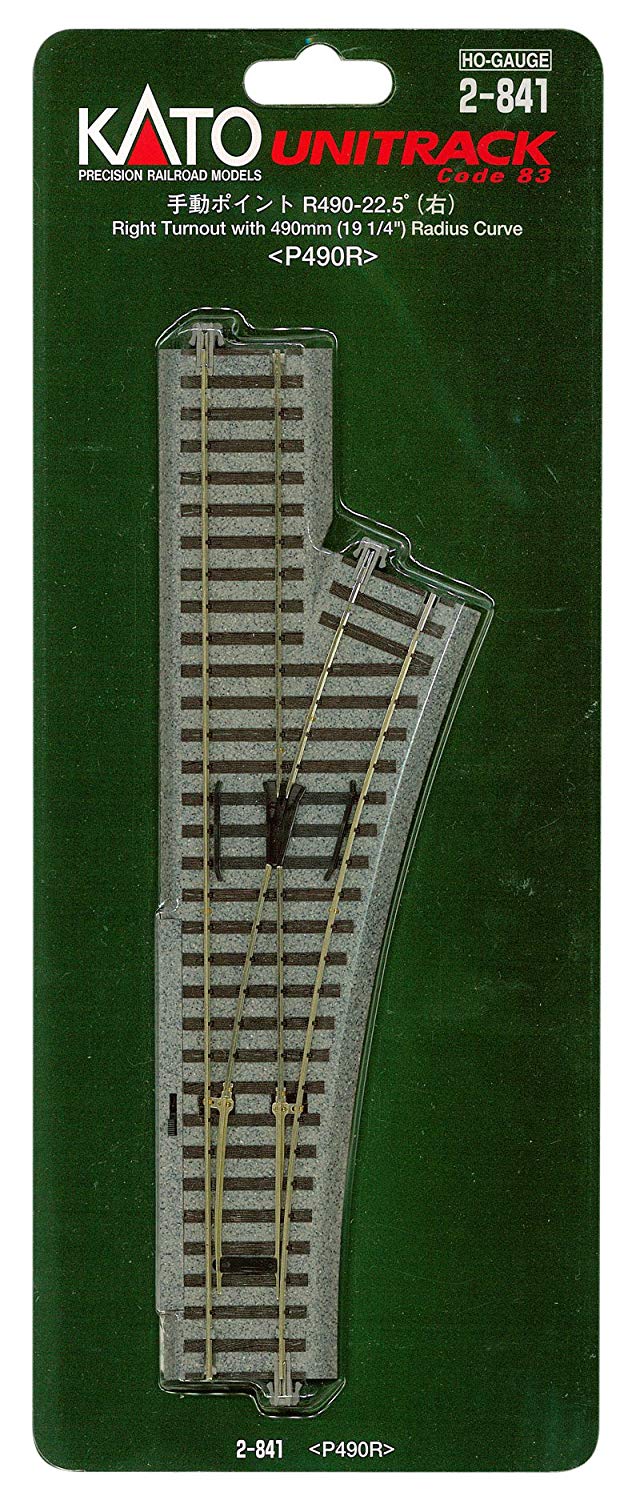 HO-GAUGE
2-841
KATO UNITRACK
PRECISION RAILROAD MODELS Code 83
手動ポイント R490-22.5° (右)
Right Turnout with 490mm (19 1/4") Radius Curve
<P490R>
2-841 <P490R>